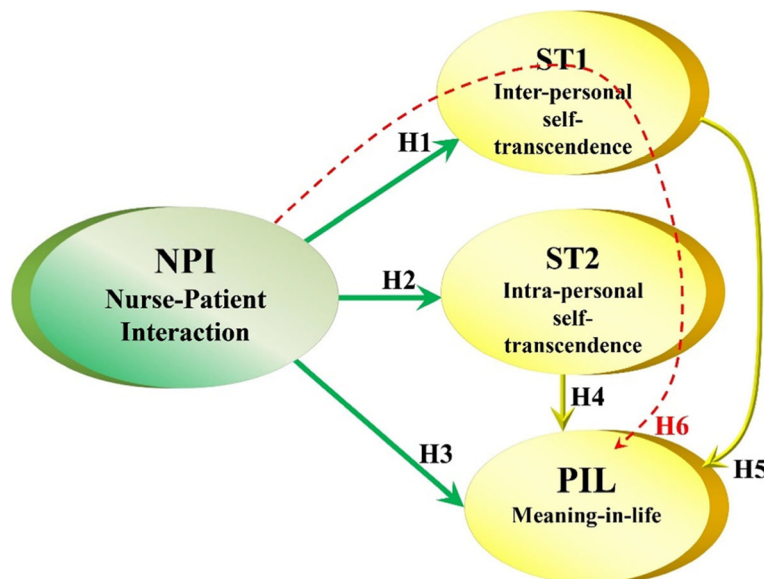 ST1
Inter-personal
self-
transcendence
H1
NPI
Nurse-Patient
Interaction
H2
ST2
Intra-personal
self-
transcendence
H4
H6
H3
H5
PIL
Meaning-in-life